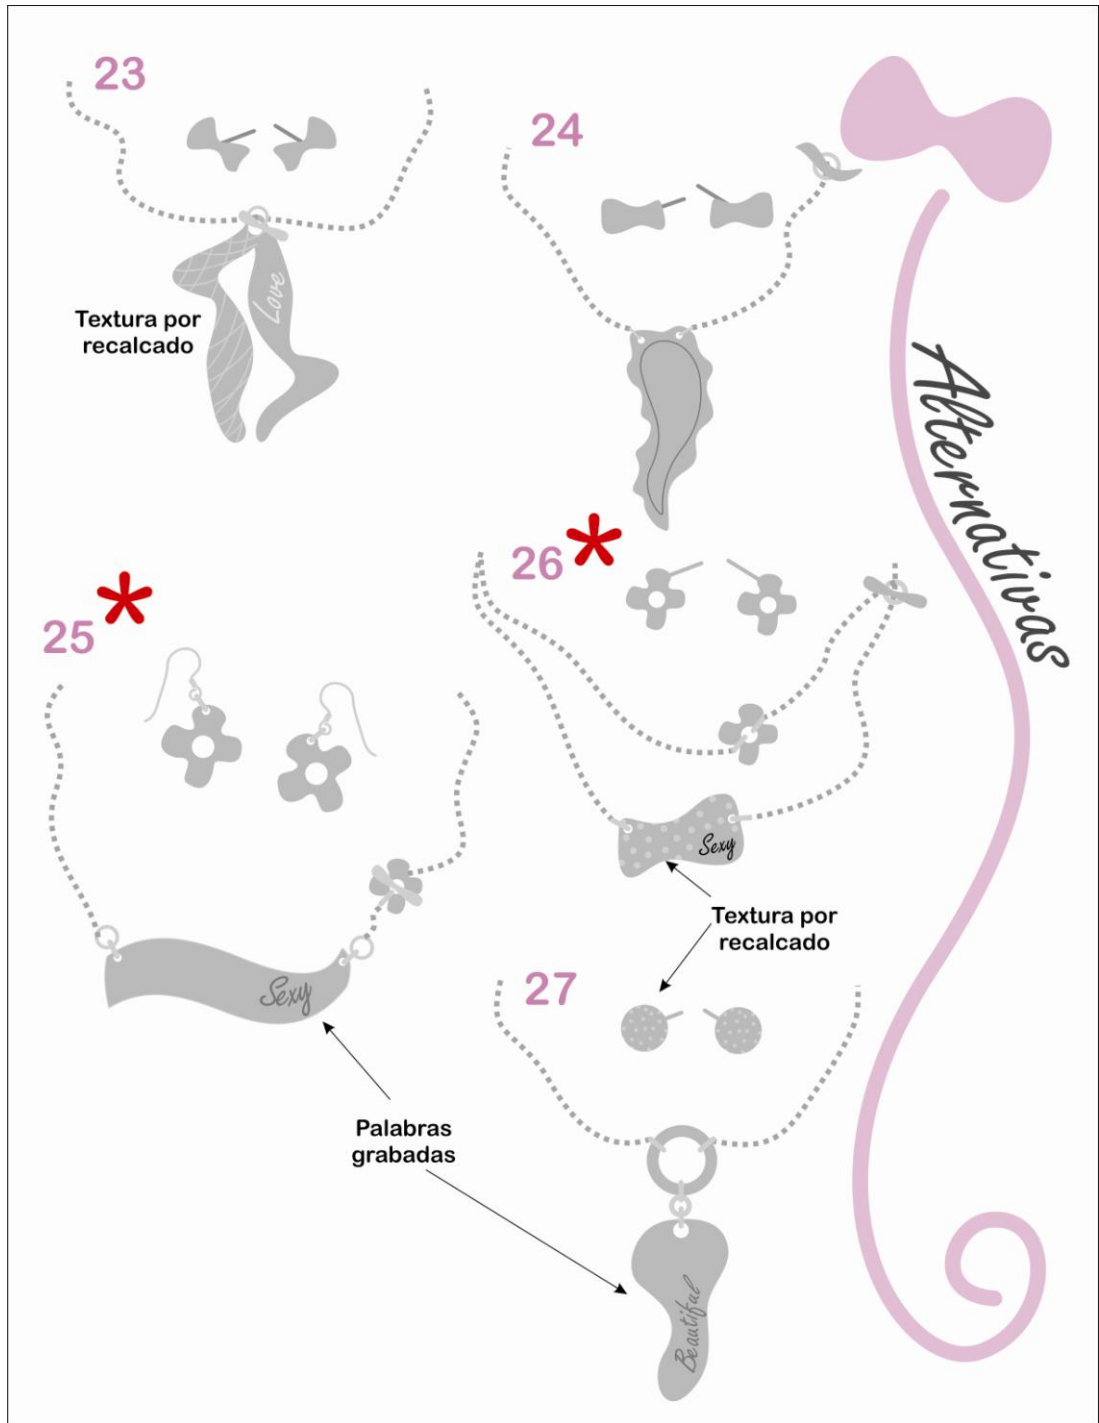 23
24
Love
Textura por
recalcado
Alternativas
26*
25*
Sexy
Sexy
Textura por
recalcado
27
Palabras
grabadas
Beautiful